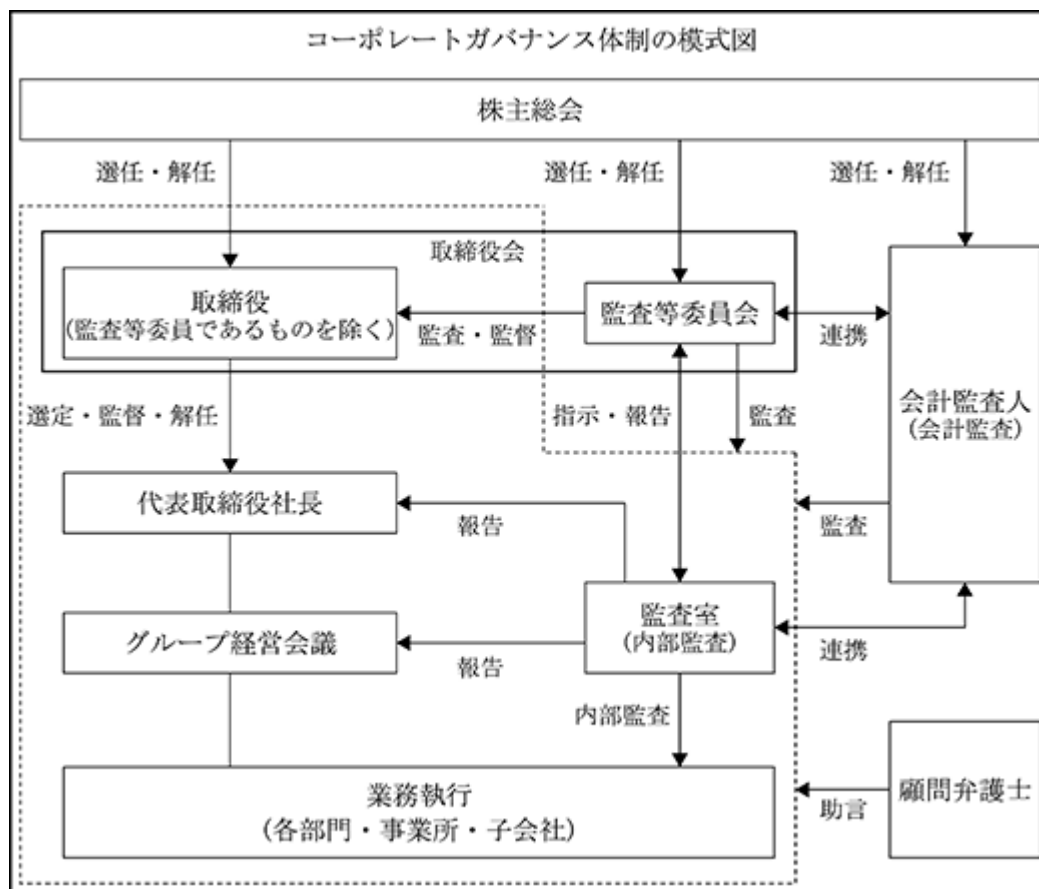 コーポレートガバナンス体制の模式図
株主総会
選任・解任
選任・解任
選任・解任
取締役会
取締役
(監査等委員であるものを除く)
監査・監督
監査等委員会
連携
会計監査人
(会計監査)
選定・監督・解任
指示・報告
監査
代表取締役社長
報告
監査
グループ経営会議
報告
監査室
(内部監査)
連携
内部監査
業務執行
(各部門・事業所・子会社)
助言
顧問弁護士